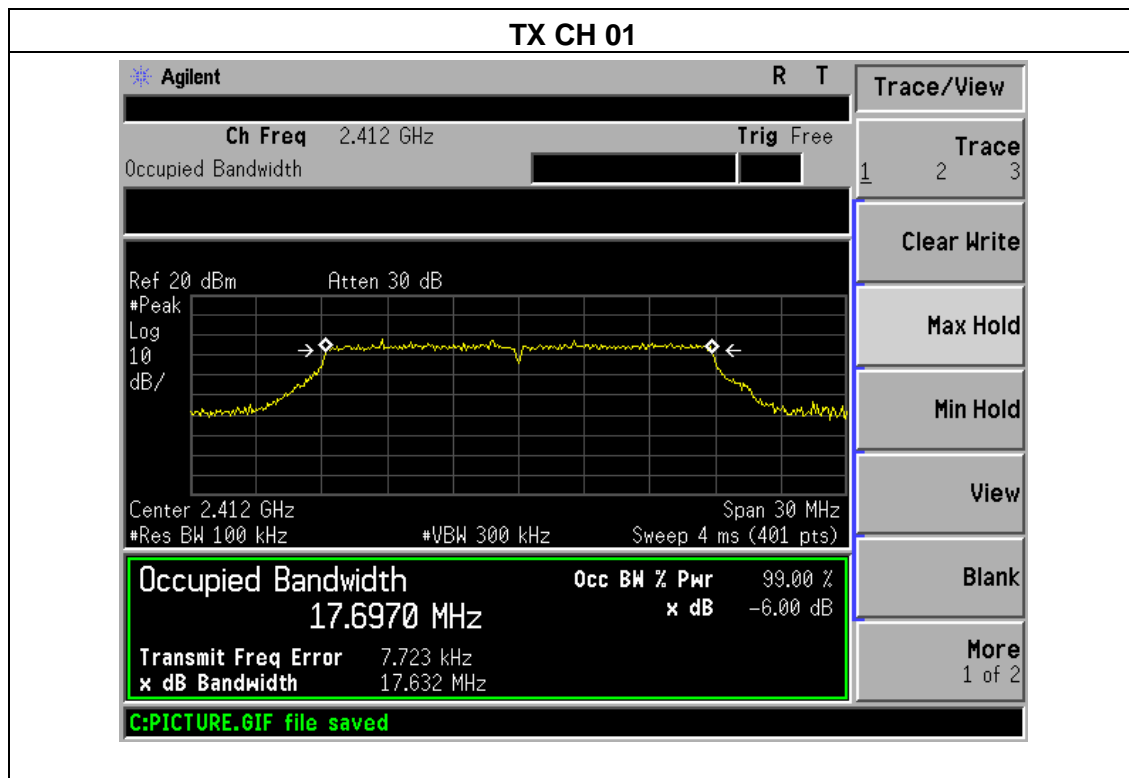 TX CH 01
Agilent R T
Ch Freq 2.412 GHz Trig Free
Occupied Bandwidth
Ref 20 dBm Atten 30 dB
#Peak
Log
10
dB/
Center 2.412 GHz Span 30 MHz
#Res BW 100 kHz #VBW 300 kHz Sweep 4 ms (401 pts)
Occupied Bandwidth Occ BW % Pwr 99.00 %
17.6970 MHz x dB -6.00 dB
Transmit Freq Error 7.723 kHz
x dB Bandwidth 17.632 MHz
C:PICTURE.GIF file saved
Trace/View
Trace
1 2 3
Clear Write
Max Hold
Min Hold
View
Blank
More
1 of 2